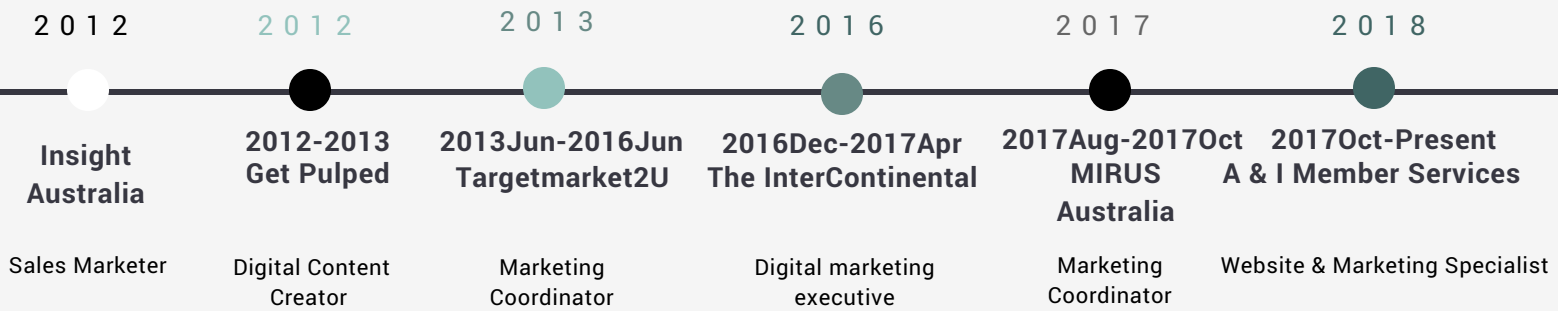 2012
2012
2013
2016
2017
2018
Insight
Australia
Sales Marketer
2012-2013
Get Pulped
Digital Content
Creator
2013Jun-2016Jun
Targetmarket2U
Marketing
Coordinator
2016Dec-2017Apr
The InterContinental
Digital marketing
executive
2017Aug-2017Oct
MIRUS
Australia
Marketing
Coordinator
2017Oct-Present
A & I Member Services
Website & Marketing Specialist